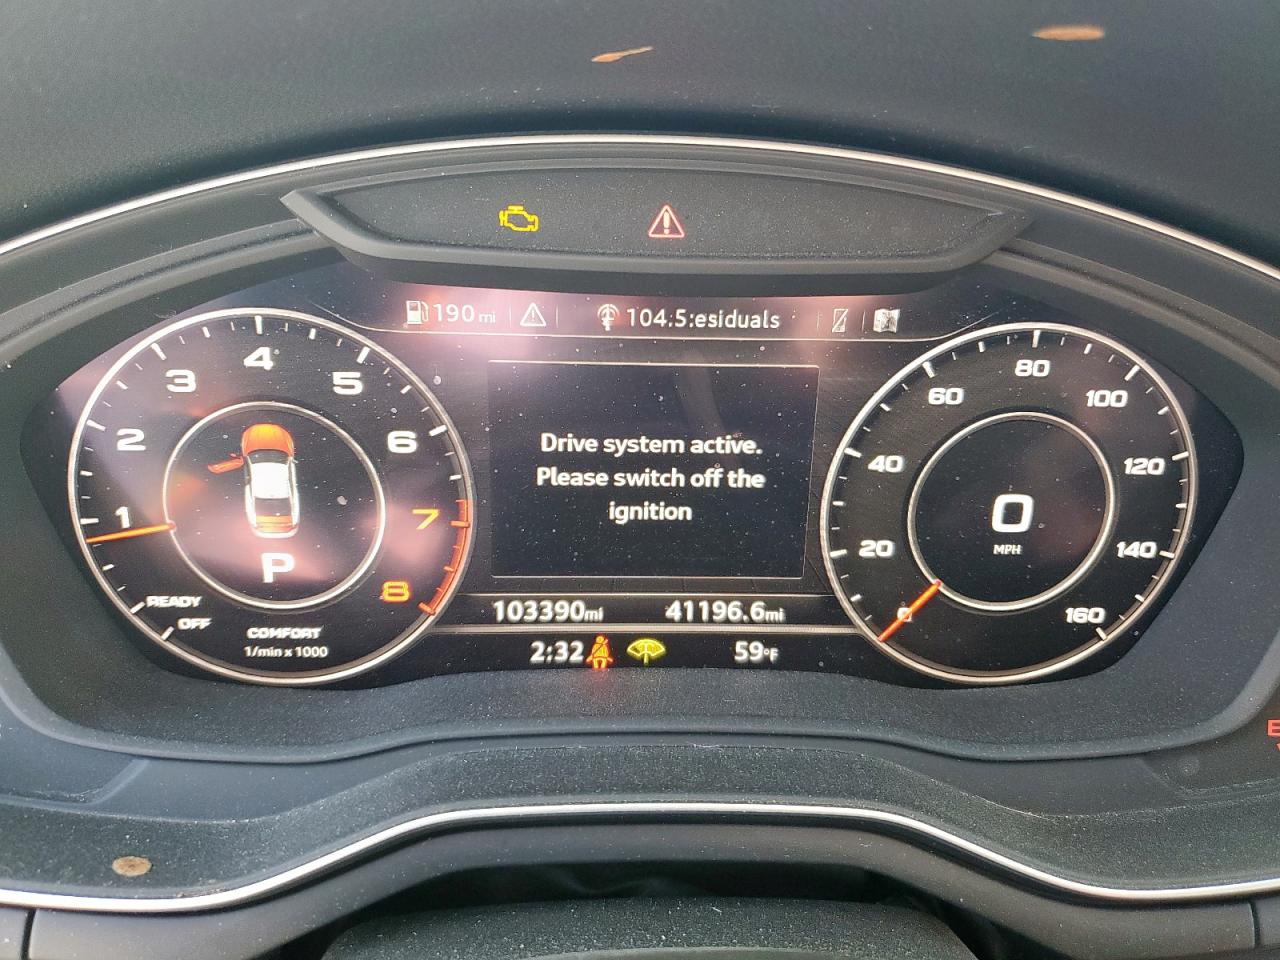 190 mi
104.5:esiduals
Drive system active.
Please switch off the
ignition
1
2
3
4
5
6
7
8
P
READY
OFF
COMFORT
1/min x 1000
103390mi
41196.6mi
2:32
59°F
0
20
40
60
80
100
120
140
160
0
MPH